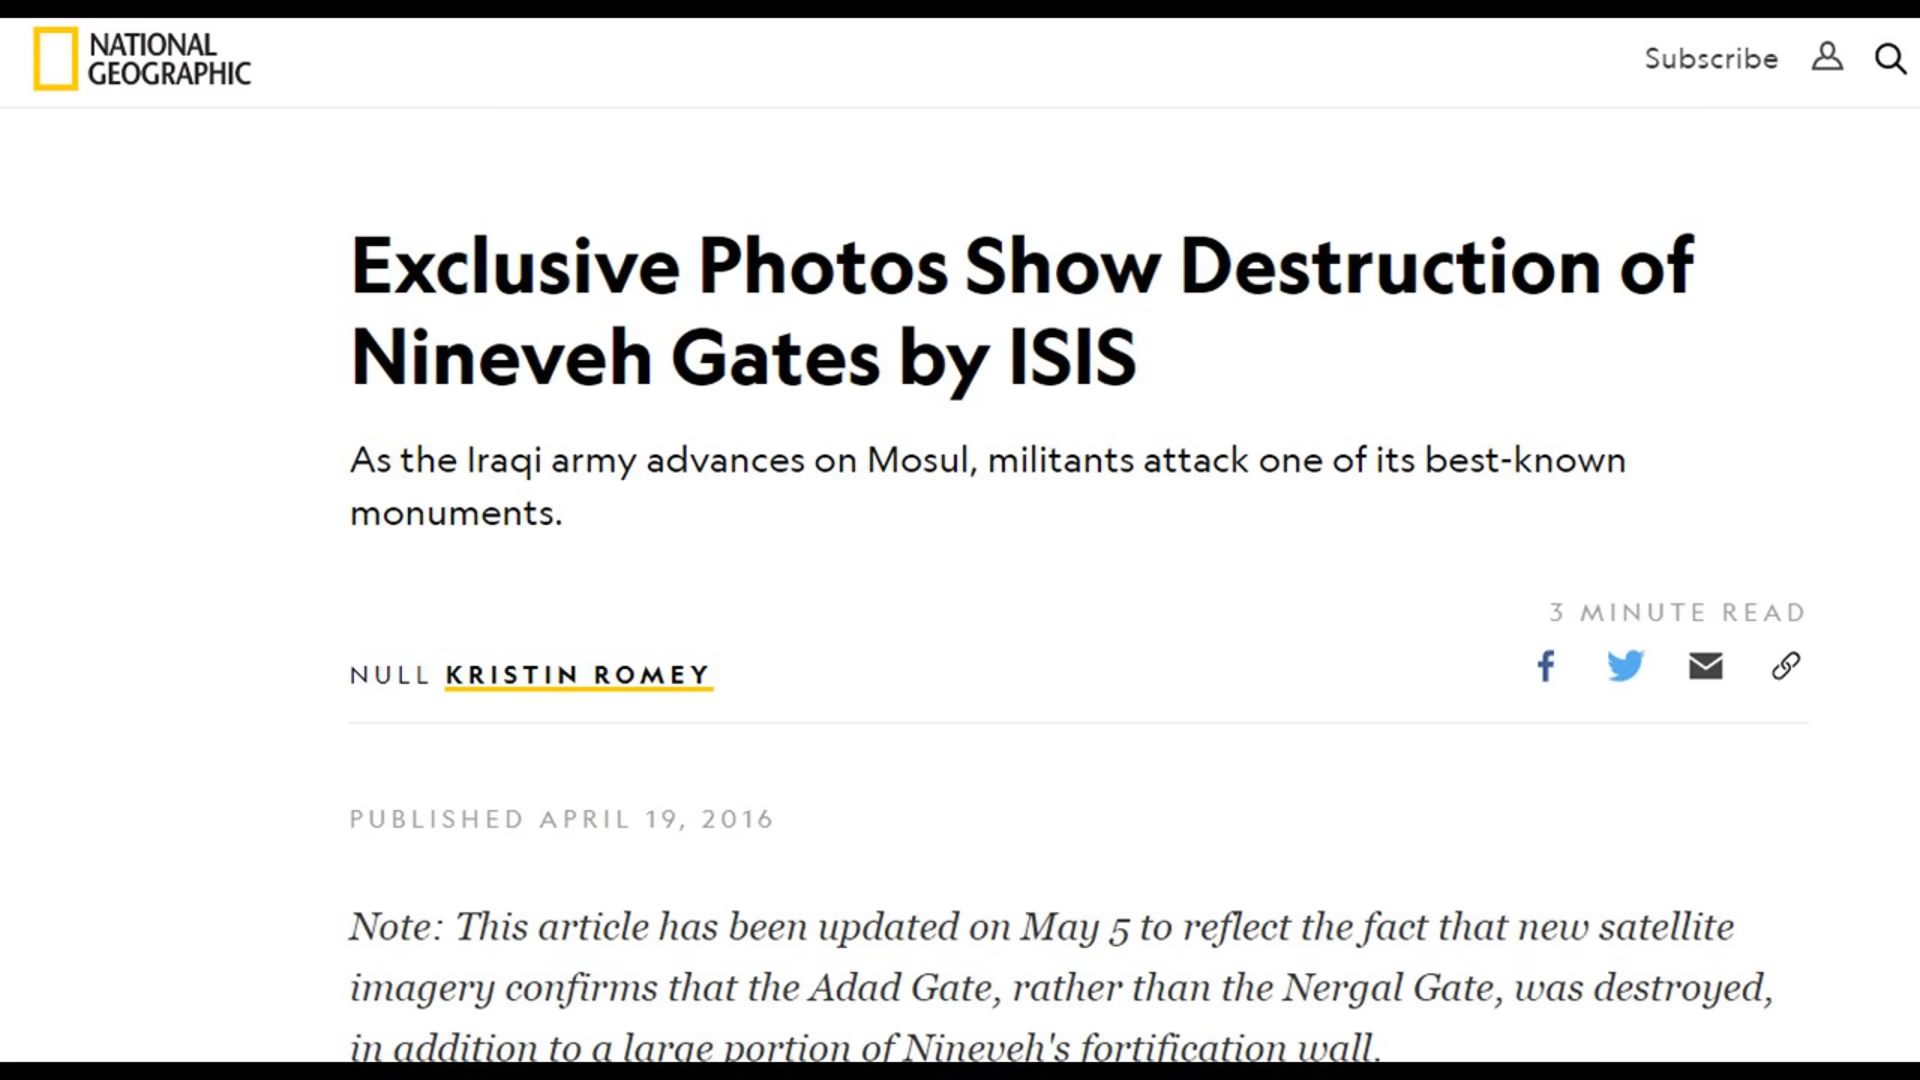 NATIONAL
GEOGRAPHIC
Subscribe
Exclusive Photos Show Destruction of
Nineveh Gates by ISIS
As the Iraqi army advances on Mosul, militants attack one of its best-known
monuments.
3 MINUTE READ
NULL KRISTIN ROMEY
PUBLISHED APRIL 19, 2016
Note: This article has been updated on May 5 to reflect the fact that new satellite
imagery confirms that the Adad Gate, rather than the Nergal Gate, was destroyed,
in addition to a large portion of Nineveh's fortification wall.